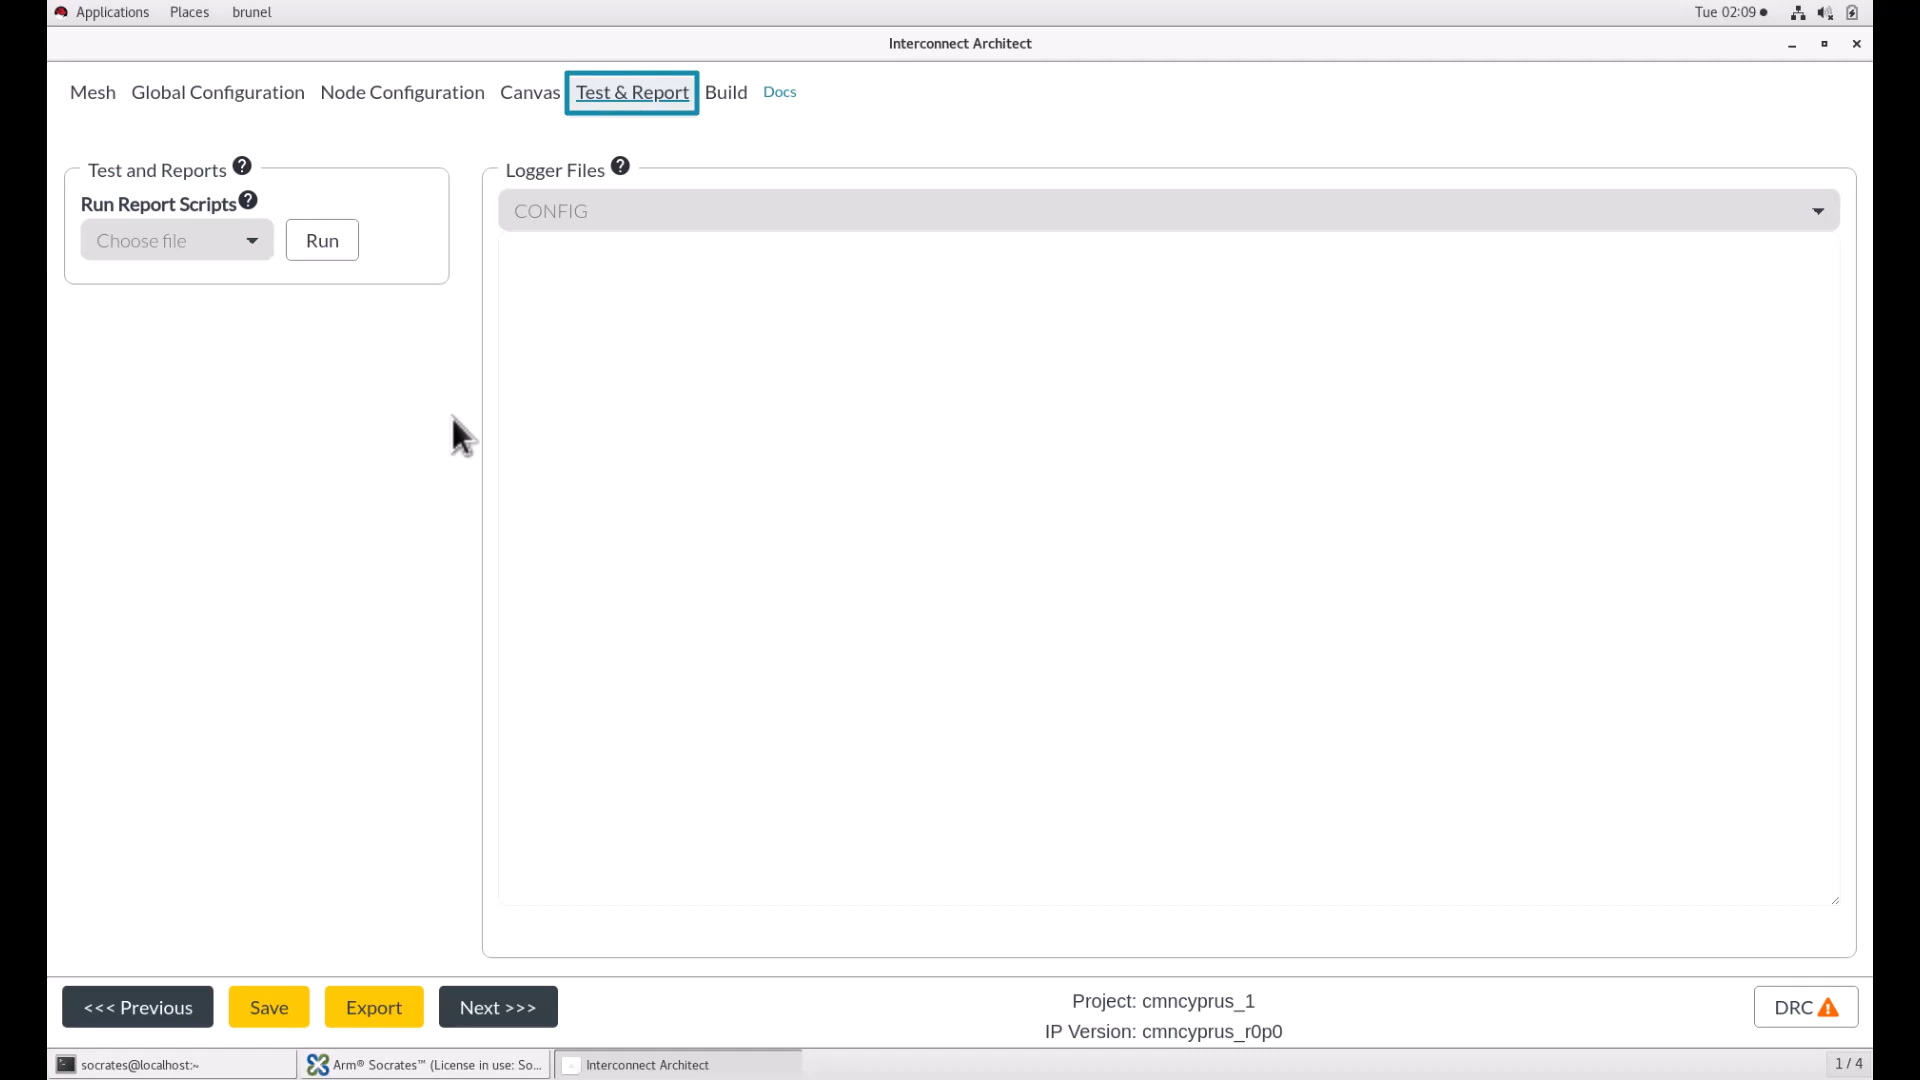 Applications Places brunel Tue 02:09
Interconnect Architect
Mesh Global Configuration Node Configuration Canvas Test & Report Build Docs
Test and Reports ?
Run Report Scripts ?
Choose file Run
Logger Files ?
CONFIG
<<< Previous Save Export Next >>>
Project: cmncyprus_1
IP Version: cmncyprus_r0p0
DRC
socrates@localhost:~ Arm® Socrates™ (License in use: So... Interconnect Architect 1 / 4